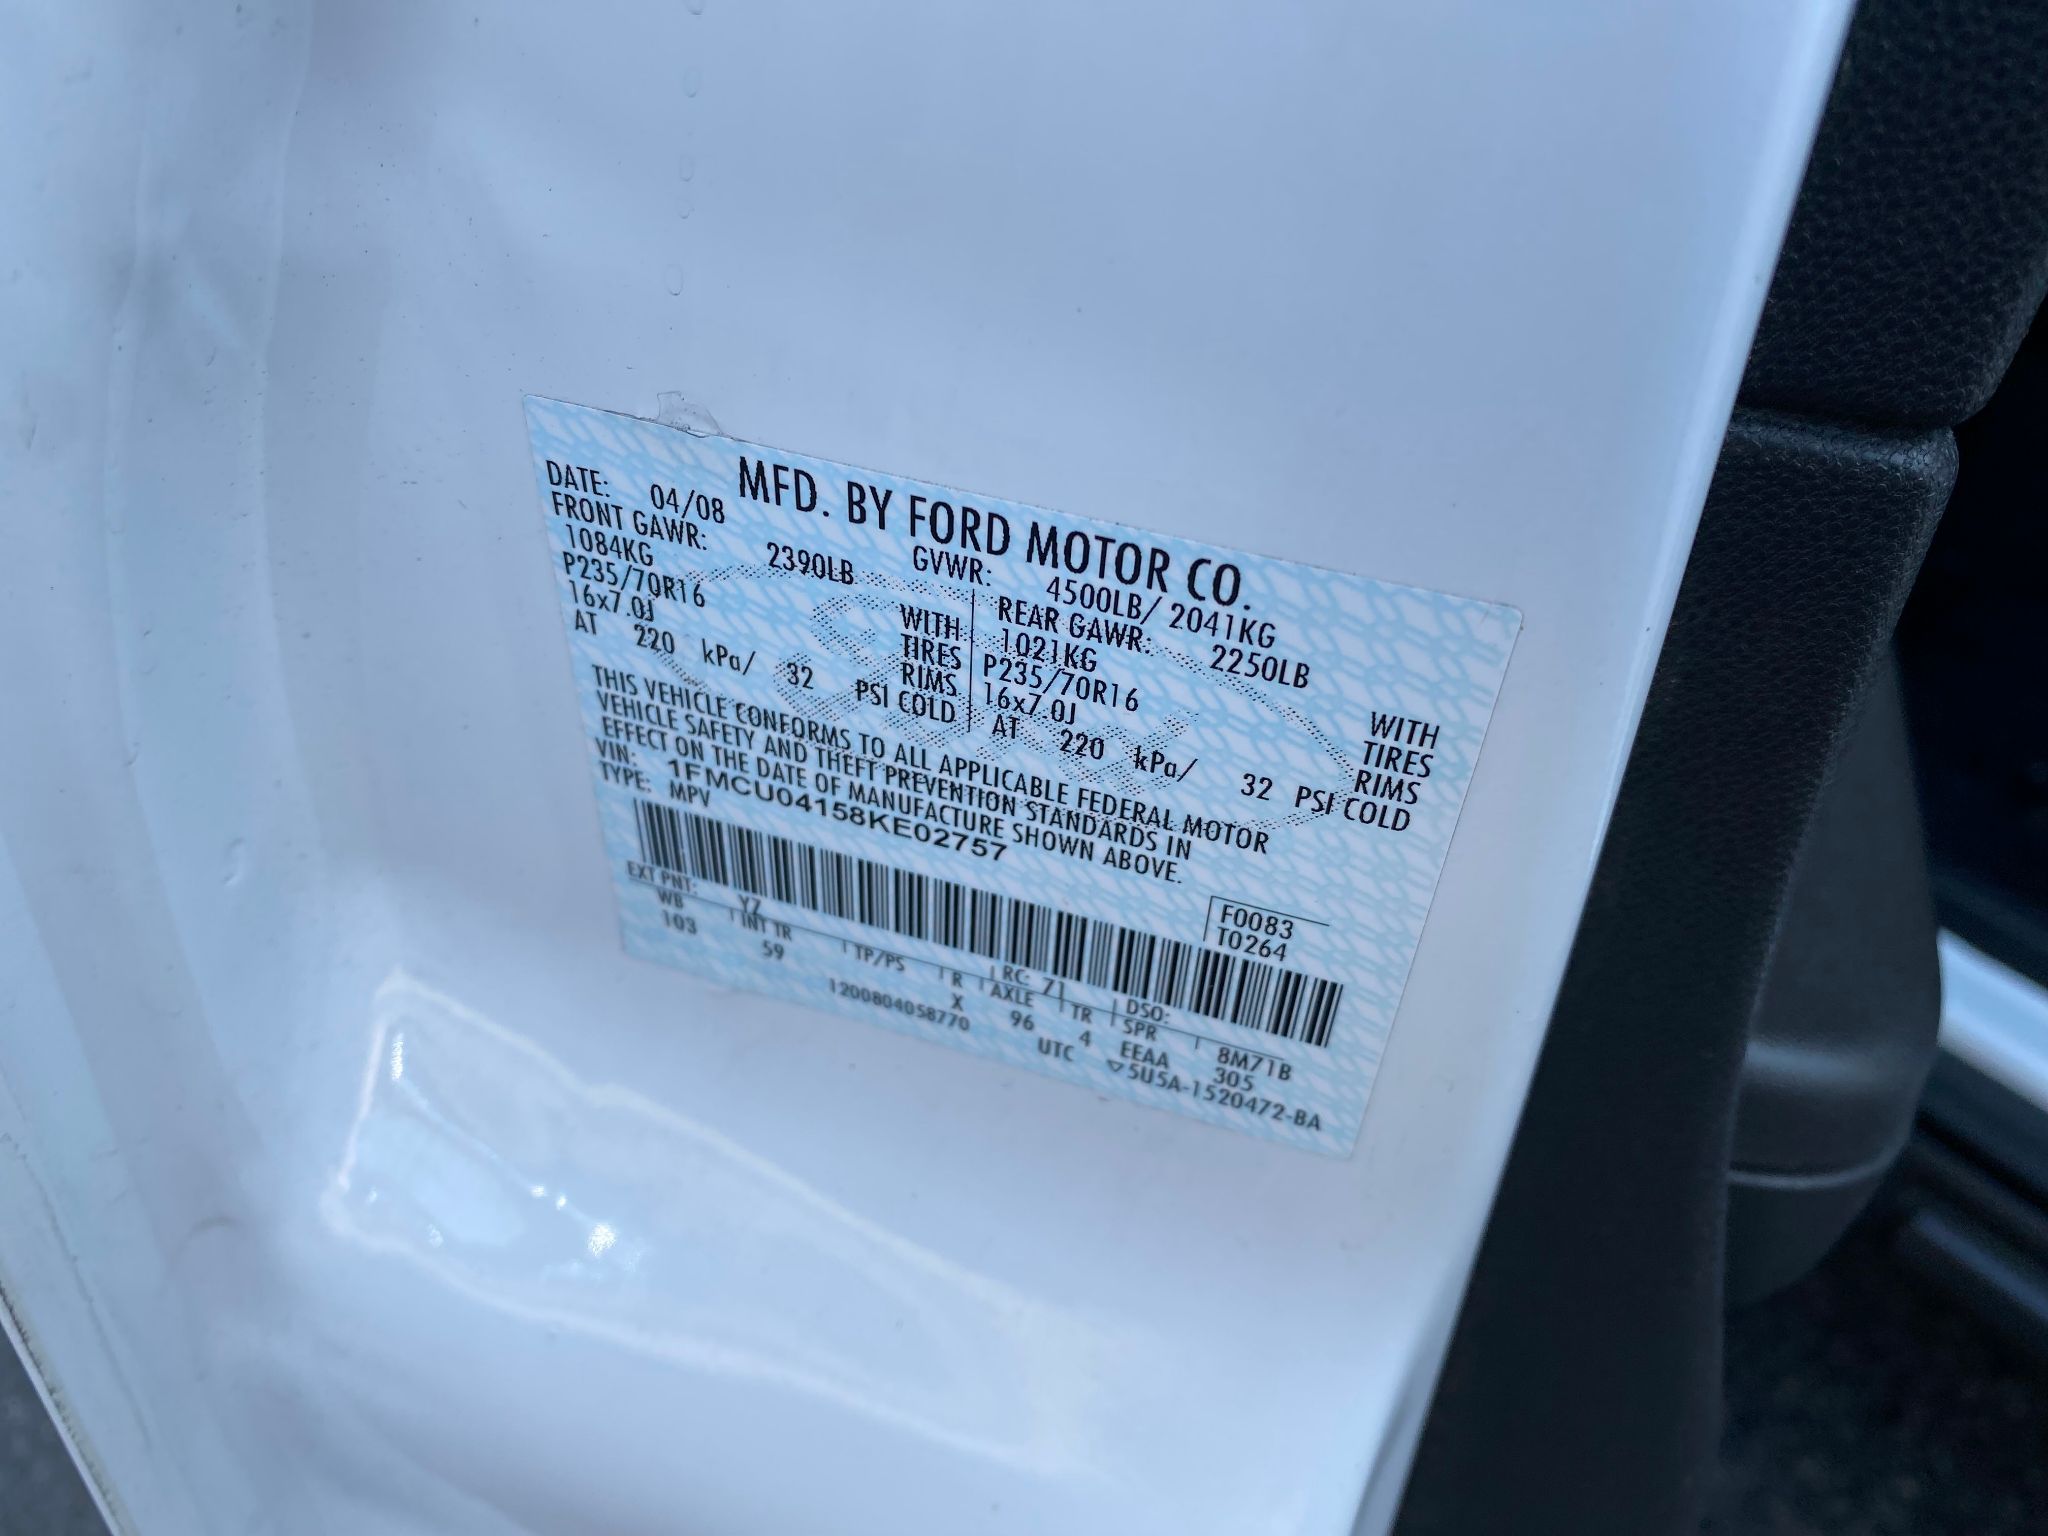 MFD. BY FORD MOTOR CO.
DATE: 04/08 GVWR: 4500LB/ 2041KG
FRONT GAWR: 2390LB REAR GAWR: 2250LB
1084KG WITH 1021KG WITH
P235/70R16 TIRES P235/70R16 TIRES
16x7.0J RIMS 16x7.0J RIMS
AT 220 kPa/ 32 PSI COLD AT 220 kPa/ 32 PSI COLD
THIS VEHICLE CONFORMS TO ALL APPLICABLE FEDERAL MOTOR
VEHICLE SAFETY AND THEFT PREVENTION STANDARDS IN
EFFECT ON THE DATE OF MANUFACTURE SHOWN ABOVE.
VIN: 1FMCU04158KE02757 F0083
TYPE: MPV T0264
EXT PNT: YZ RC: 71 DSO:
WB INT TR TP/PS R AXLE TR SPR 8M71B
103 59 X 96 4 EEAA 305
1200804058770 UTC ▽5U5A-1520472-BA